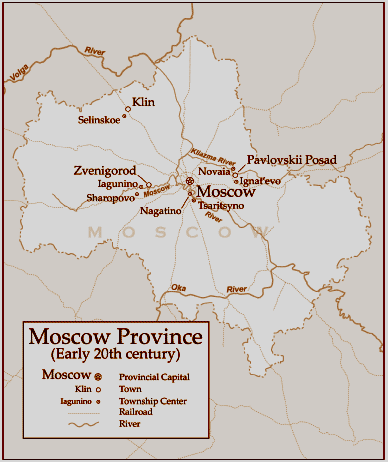 River
Volga
Klin
Selinskoe
Kliazma River
Pavlovskii Posad
Zvenigorod
Novaia
Iagunino
Ignat'evo
Sharopovo
Moscow
Moscow
Tsaritsyno
Nagatino
River
MOSCOW
Oka River
Moscow Province
(Early 20th century)
Moscow Provincial Capital
Klin Town
Iagunino Township Center
Railroad
River